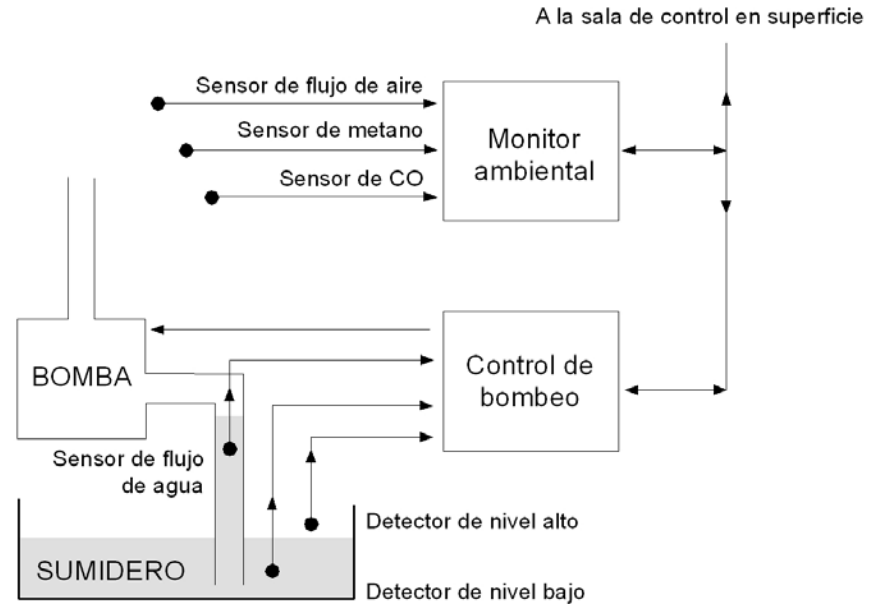 A la sala de control en superficie
Sensor de flujo de aire
Sensor de metano
Sensor de CO
Monitor
ambiental
BOMBA
Control de
bombeo
Sensor de flujo
de agua
Detector de nivel alto
SUMIDERO
Detector de nivel bajo